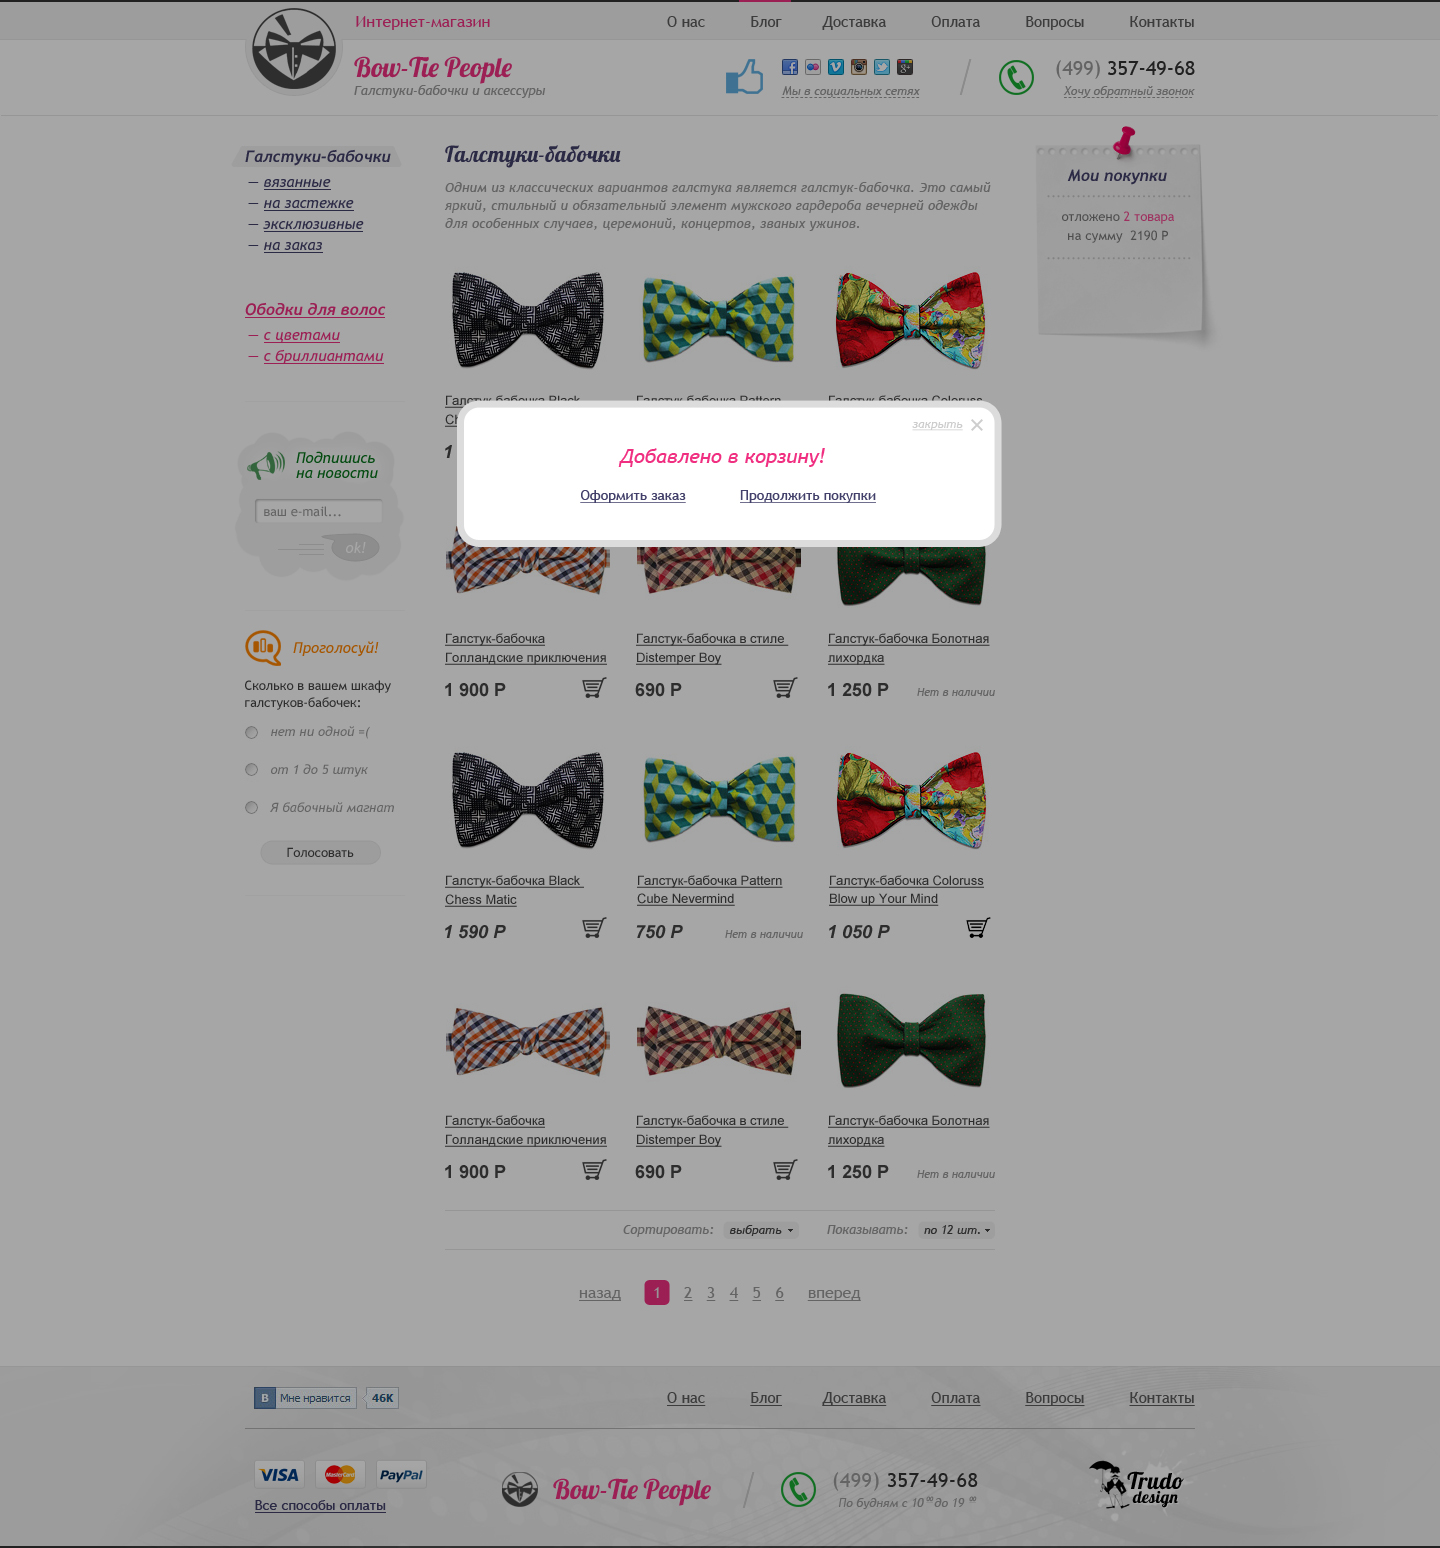 Интернет-магазин
О нас Блог Доставка Оплата Вопросы Контакты
Bow-Tie People
Галстуки-бабочки и аксессуры
Мы в социальных сетях
(499) 357-49-68
Хочу обратный звонок
Галстуки-бабочки
— вязанные
— на застежке
— эксклюзивные
— на заказ
Ободки для волос
— с цветами
— с бриллиантами
Подпишись
на новости
ваш e-mail...
ok!
Проголосуй!
Сколько в вашем шкафу
галстуков-бабочек:
нет ни одной =(
от 1 до 5 штук
Я бабочный магнат
Голосовать
Галстуки-бабочки
Одним из классических вариантов галстука является галстук-бабочка. Это самый
яркий, стильный и обязательный элемент мужского гардероба вечерней одежды
для особенных случаев, церемоний, концертов, званых ужинов.
Мои покупки
отложено 2 товара
на сумму 2190 Р
Галстук-бабочка Black Галстук-бабочка Pattern Галстук-бабочка Coloruss
закрыть
Добавлено в корзину!
Оформить заказ Продолжить покупки
Галстук-бабочка
Голландские приключения
1 900 Р
Галстук-бабочка в стиле
Distemper Boy
690 Р
Галстук-бабочка Болотная
лихордка
1 250 Р Нет в наличии
Галстук-бабочка Black
Chess Matic
1 590 Р
Галстук-бабочка Pattern
Cube Nevermind
750 Р Нет в наличии
Галстук-бабочка Coloruss
Blow up Your Mind
1 050 Р
Галстук-бабочка
Голландские приключения
1 900 Р
Галстук-бабочка в стиле
Distemper Boy
690 Р
Галстук-бабочка Болотная
лихордка
1 250 Р Нет в наличии
Сортировать: выбрать Показывать: по 12 шт.
назад 1 2 3 4 5 6 вперед
В Мне нравится 46К
О нас Блог Доставка Оплата Вопросы Контакты
VISA MasterCard PayPal
Все способы оплаты
Bow-Tie People
(499) 357-49-68
По будням с 10 00 до 19 00
Trudo
design